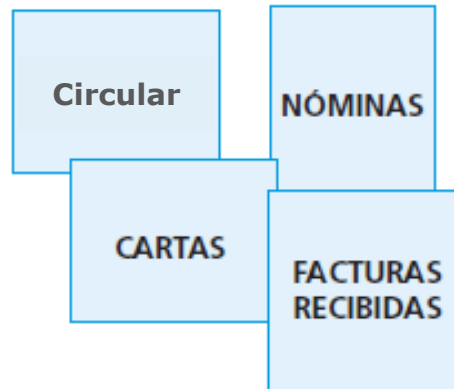 Circular
NÓMINAS
CARTAS
FACTURAS
RECIBIDAS